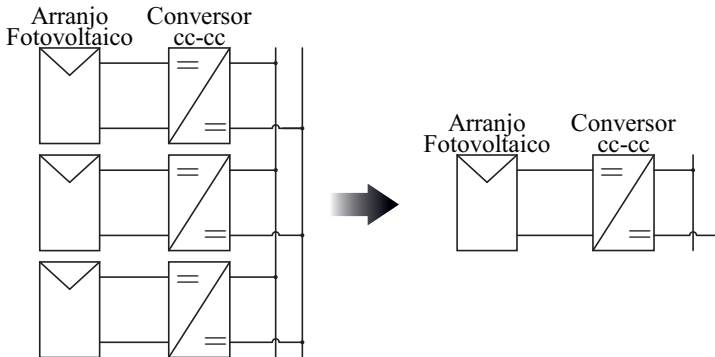 Arranjo
Fotovoltaico
Conversor
cc-cc
Arranjo
Fotovoltaico
Conversor
cc-cc